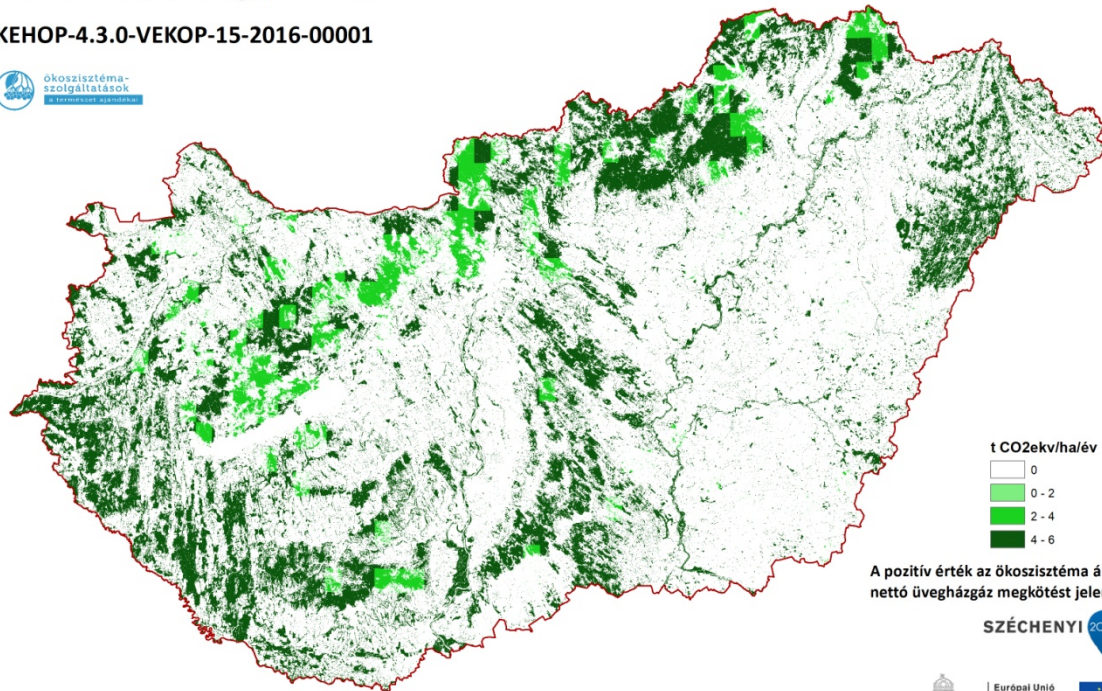 KEHOP-4.3.0-VEKOP-15-2016-00001
ökoszisztéma-
szolgáltatások
a természet ajándékai
t CO2ekv/ha/év
0
0 - 2
2 - 4
4 - 6
A pozitív érték az ökoszisztéma á
nettó üvegházgáz megkötést jele
SZÉCHENYI 20
Európai Unió